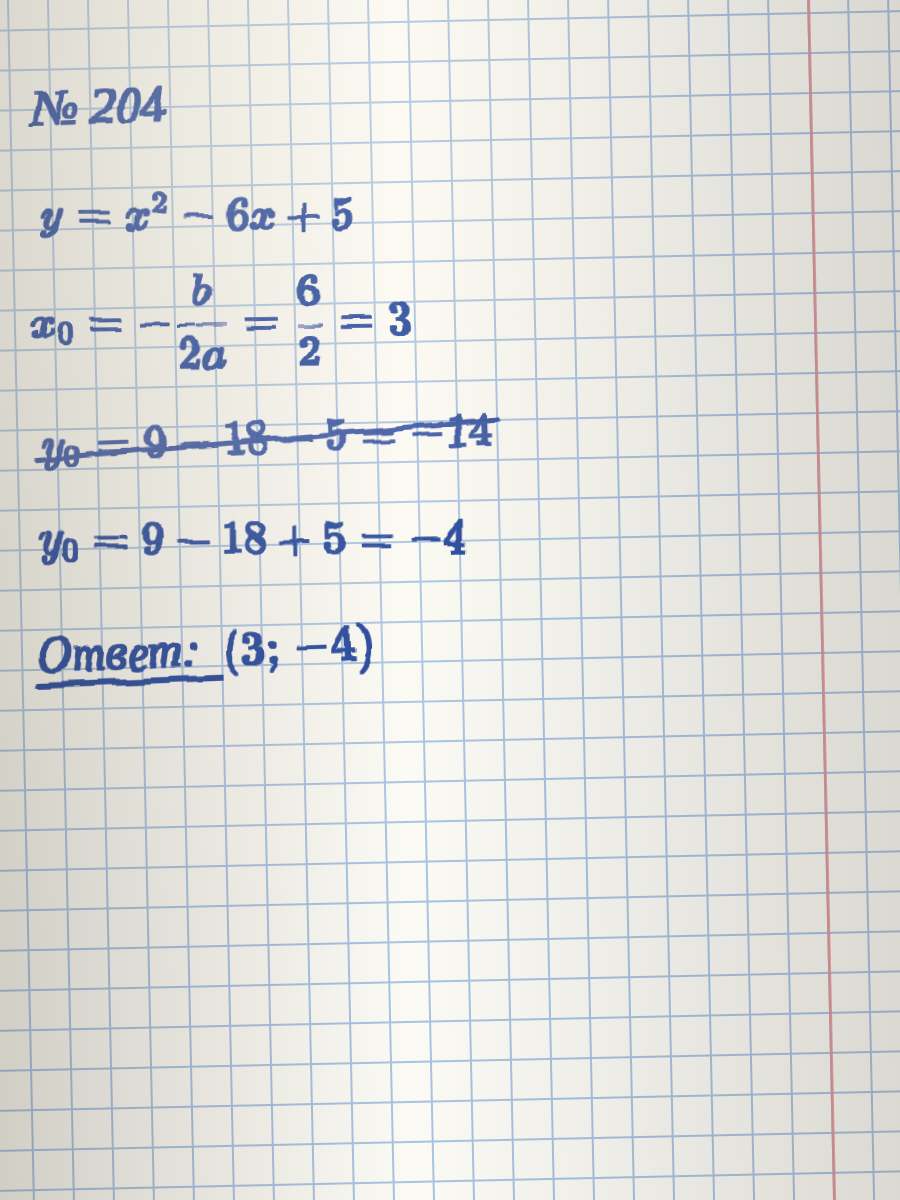 № 204
y = x² − 6x + 5
x₀ = −b/2a = 6/2 = 3
y₀ = 9 − 18 − 5 = −14
y₀ = 9 − 18 + 5 = −4
Ответ: (3; −4)